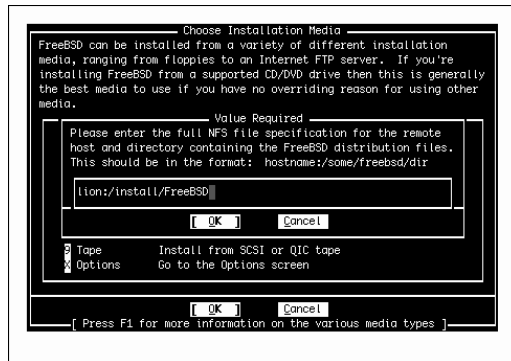 Choose Installation Media
FreeBSD can be installed from a variety of different installation
media, ranging from floppies to an Internet FTP server.  If you're
installing FreeBSD from a supported CD/DVD drive then this is generally
the best media to use if you have no overriding reason for using other
media.
Value Required
Please enter the full NFS file specification for the remote
host and directory containing the FreeBSD distribution files.
This should be in the format:  hostname:/some/freebsd/dir
lion:/install/FreeBSD
[ OK ] Cancel
9 Tape Install from SCSI or QIC tape
X Options Go to the Options screen
[ OK ] Cancel
[ Press F1 for more information on the various media types ]